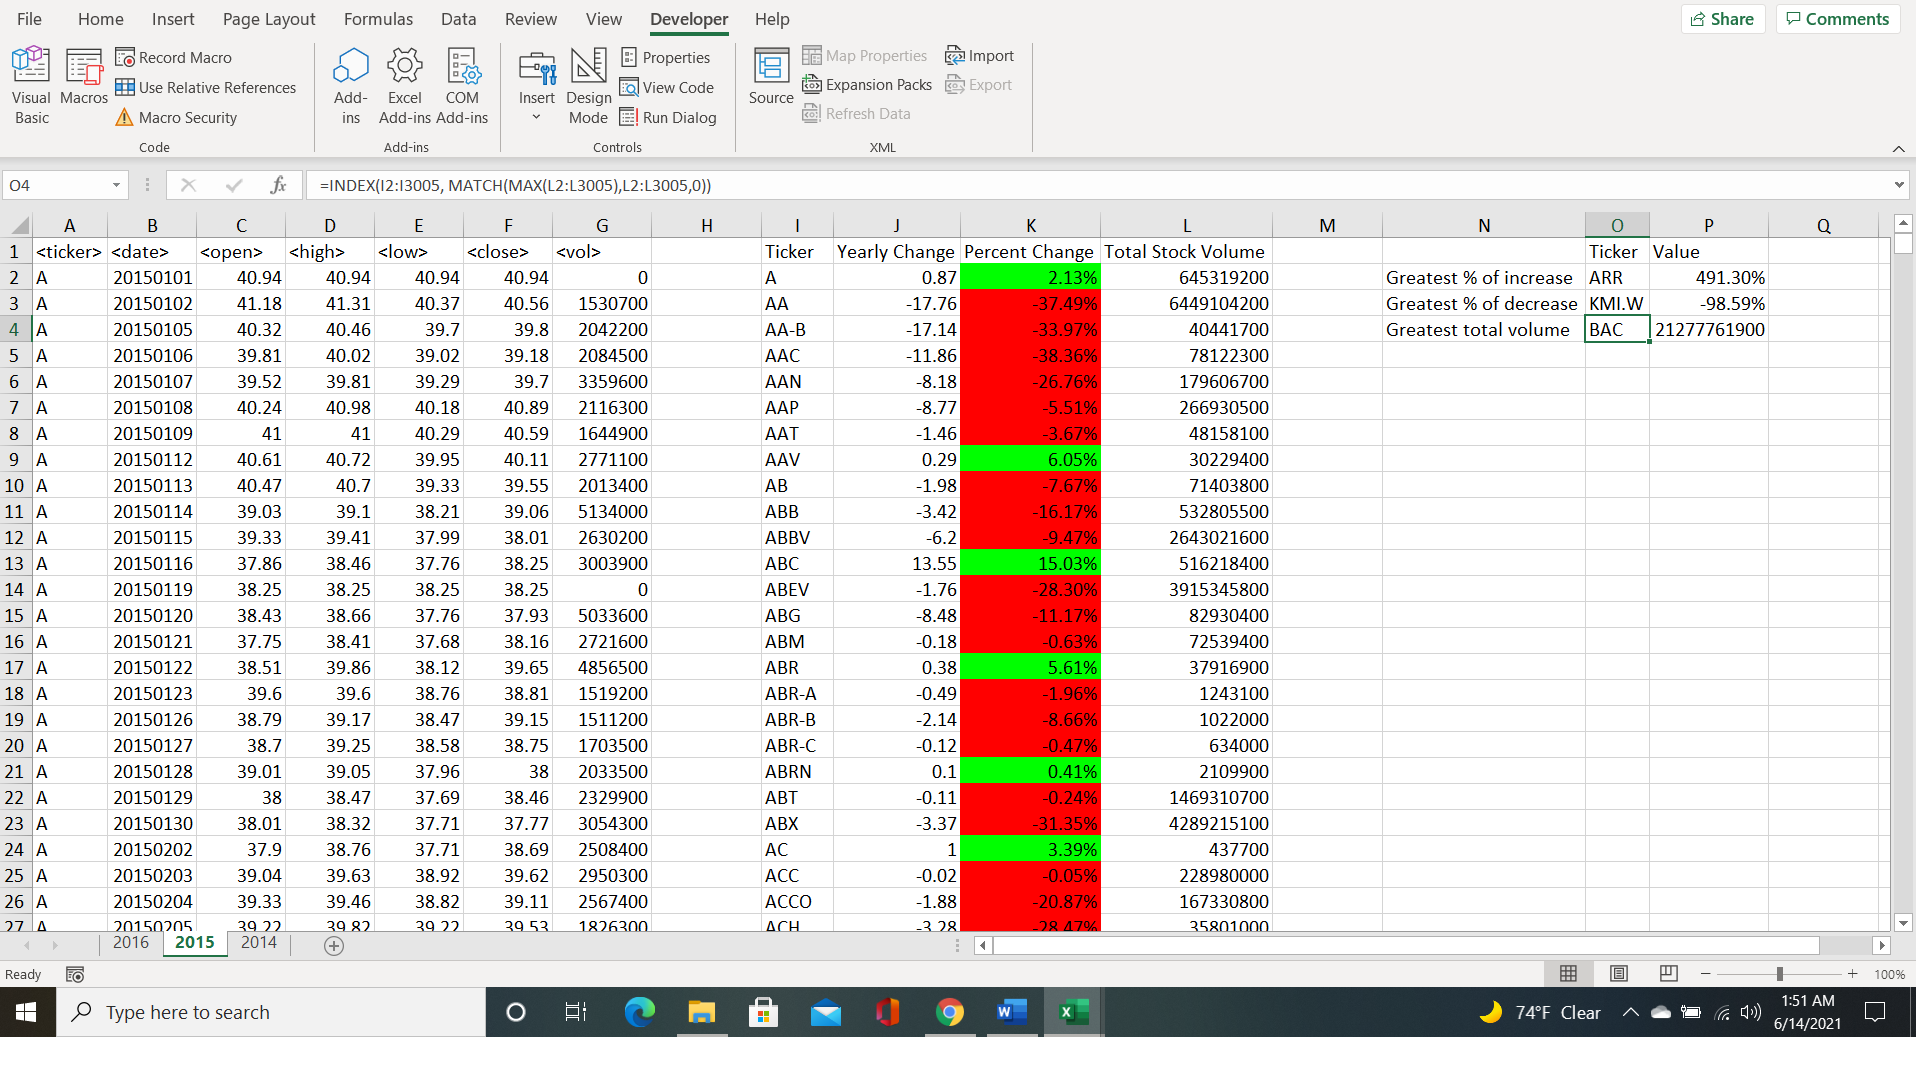 File Home Insert Page Layout Formulas Data Review View Developer Help Share Comments
Visual Basic Macros Record Macro Use Relative References Macro Security
Add-ins Excel Add-ins COM Add-ins
Insert Design Mode Properties View Code Run Dialog
Source Map Properties Expansion Packs Refresh Data Import Export
Code Add-ins Controls XML
O4 fx =INDEX(I2:I3005, MATCH(MAX(L2:L3005),L2:L3005,0))
A B C D E F G H I J K L M N O P Q
1 <ticker> <date> <open> <high> <low> <close> <vol> Ticker Yearly Change Percent Change Total Stock Volume Ticker Value
2 A 20150101 40.94 40.94 40.94 40.94 0 A 0.87 2.13% 645319200 Greatest % of increase ARR 491.30%
3 A 20150102 41.18 41.31 40.37 40.56 1530700 AA -17.76 -37.49% 6449104200 Greatest % of decrease KMI.W -98.59%
4 A 20150105 40.32 40.46 39.7 39.8 2042200 AA-B -17.14 -33.97% 40441700 Greatest total volume BAC 21277761900
5 A 20150106 39.81 40.02 39.02 39.18 2084500 AAC -11.86 -38.36% 78122300
6 A 20150107 39.52 39.81 39.29 39.7 3359600 AAN -8.18 -26.76% 179606700
7 A 20150108 40.24 40.98 40.18 40.89 2116300 AAP -8.77 -5.51% 266930500
8 A 20150109 41 41 40.29 40.59 1644900 AAT -1.46 -3.67% 48158100
9 A 20150112 40.61 40.72 39.95 40.11 2771100 AAV 0.29 6.05% 30229400
10 A 20150113 40.47 40.7 39.33 39.55 2013400 AB -1.98 -7.67% 71403800
11 A 20150114 39.03 39.1 38.21 39.06 5134000 ABB -3.42 -16.17% 532805500
12 A 20150115 39.33 39.41 37.99 38.01 2630200 ABBV -6.2 -9.47% 2643021600
13 A 20150116 37.86 38.46 37.76 38.25 3003900 ABC 13.55 15.03% 516218400
14 A 20150119 38.25 38.25 38.25 38.25 0 ABEV -1.76 -28.30% 3915345800
15 A 20150120 38.43 38.66 37.76 37.93 5033600 ABG -8.48 -11.17% 82930400
16 A 20150121 37.75 38.41 37.68 38.16 2721600 ABM -0.18 -0.63% 72539400
17 A 20150122 38.51 39.86 38.12 39.65 4856500 ABR 0.38 5.61% 37916900
18 A 20150123 39.6 39.6 38.76 38.81 1519200 ABR-A -0.49 -1.96% 1243100
19 A 20150126 38.79 39.17 38.47 39.15 1511200 ABR-B -2.14 -8.66% 1022000
20 A 20150127 38.7 39.25 38.58 38.75 1703500 ABR-C -0.12 -0.47% 634000
21 A 20150128 39.01 39.05 37.96 38 2033500 ABRN 0.1 0.41% 2109900
22 A 20150129 38 38.47 37.69 38.46 2329900 ABT -0.11 -0.24% 1469310700
23 A 20150130 38.01 38.32 37.71 37.77 3054300 ABX -3.37 -31.35% 4289215100
24 A 20150202 37.9 38.76 37.71 38.69 2508400 AC 1 3.39% 437700
25 A 20150203 39.04 39.63 38.92 39.62 2950300 ACC -0.02 -0.05% 228980000
26 A 20150204 39.33 39.46 38.82 39.11 2567400 ACCO -1.88 -20.87% 167330800
27 A 20150205 39.22 39.82 39.22 39.53 1826300 ACH -3.28 -28.47% 35801000
2016 2015 2014
Ready 100%
Type here to search 74°F Clear 1:51 AM
6/14/2021